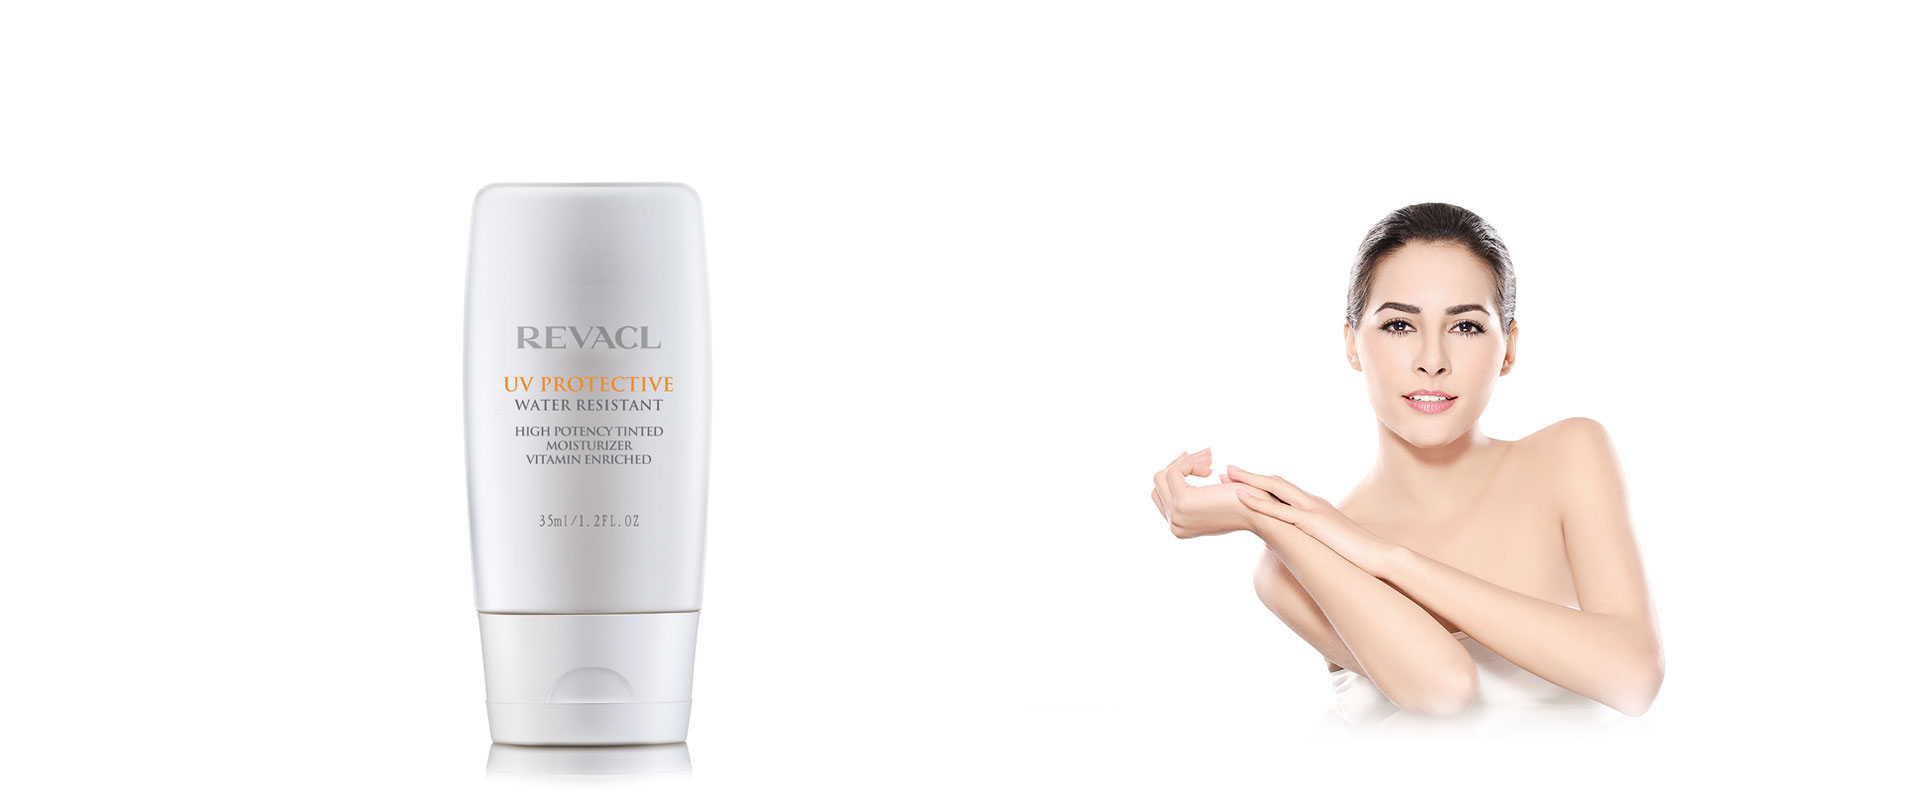 REVACL
UV PROTECTIVE
WATER RESISTANT
HIGH POTENCY TINTED
MOISTURIZER
VITAMIN ENRICHED
35ml/1.2FL.OZ